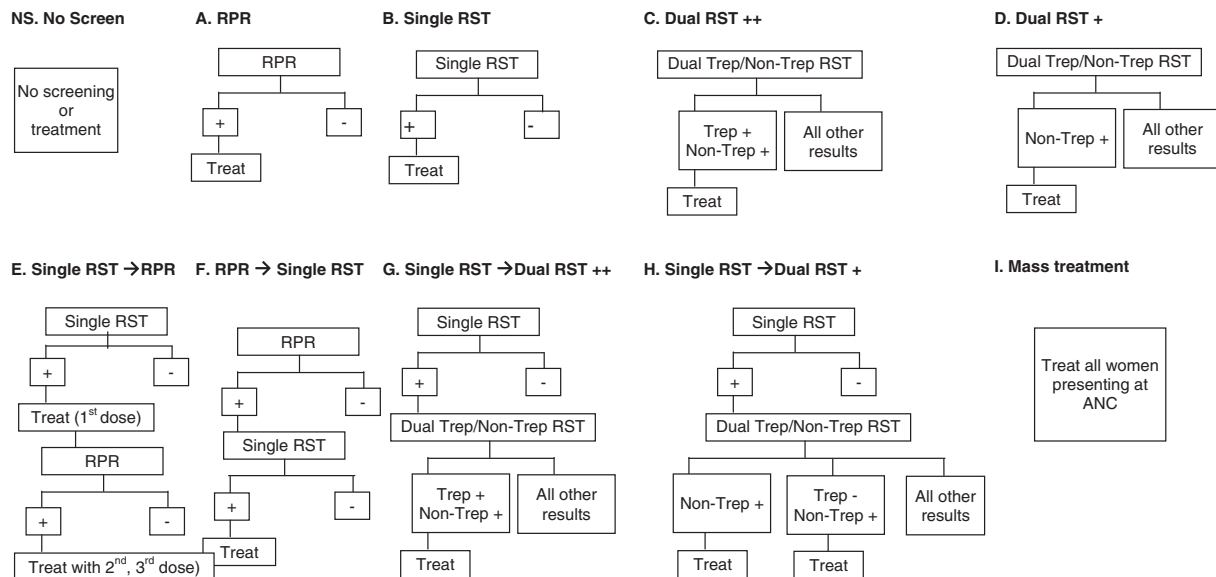 NS. No Screen
No screening
or
treatment
A. RPR
RPR
+
-
Treat
B. Single RST
Single RST
+
-
Treat
C. Dual RST ++
Dual Trep/Non-Trep RST
Trep +
Non-Trep +
All other
results
Treat
D. Dual RST +
Dual Trep/Non-Trep RST
Non-Trep +
All other
results
Treat
E. Single RST →RPR
Single RST
+
-
Treat (1st dose)
RPR
+
-
Treat with 2nd, 3rd dose)
F. RPR → Single RST
RPR
+
-
Single RST
+
-
Treat
G. Single RST →Dual RST ++
Single RST
+
-
Dual Trep/Non-Trep RST
Trep +
Non-Trep +
All other
results
Treat
H. Single RST →Dual RST +
Single RST
+
-
Dual Trep/Non-Trep RST
Non-Trep +
Trep -
Non-Trep +
All other
results
Treat
Treat
I. Mass treatment
Treat all women
presenting at
ANC